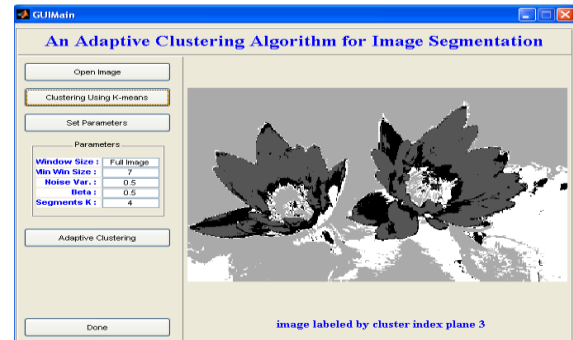 GUIMain
An Adaptive Clustering Algorithm for Image Segmentation
Open Image
Clustering Using K-means
Set Parameters
Parameters
Window Size : Full Image
Min Win Size : 7
Noise Var. : 0.5
Beta : 0.5
Segments K : 4
Adaptive Clustering
Done
image labeled by cluster index plane 3